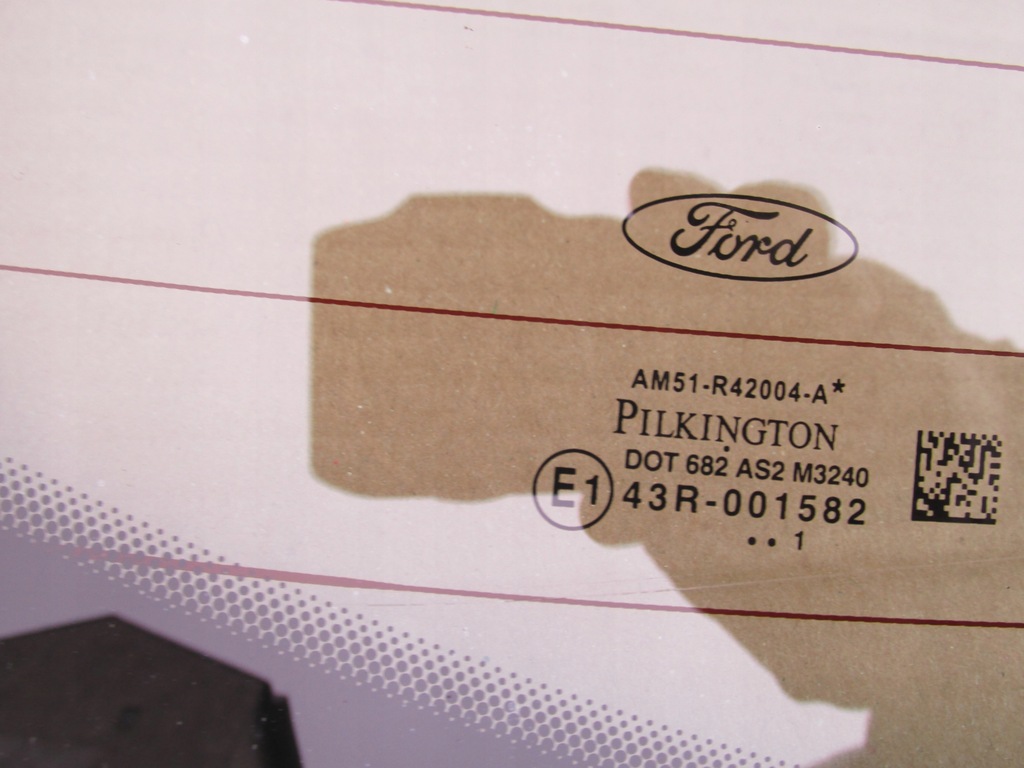 Ford
AM51-R42004-A*
PILKINGTON
DOT 682 AS2 M3240
E1 43R-001582
•• 1